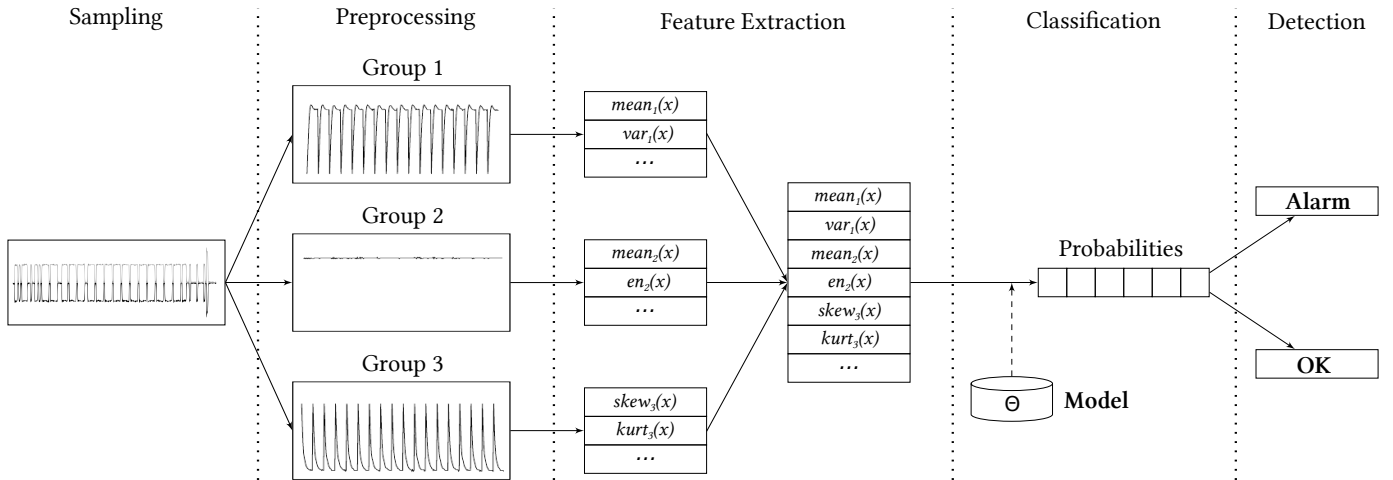 Sampling
Preprocessing
Feature Extraction
Classification
Detection
Group 1
Group 2
Group 3
mean₁(x)
var₁(x)
...
mean₂(x)
en₂(x)
...
skew₃(x)
kurt₃(x)
...
mean₁(x)
var₁(x)
mean₂(x)
en₂(x)
skew₃(x)
kurt₃(x)
...
Probabilities
Θ
Model
Alarm
OK